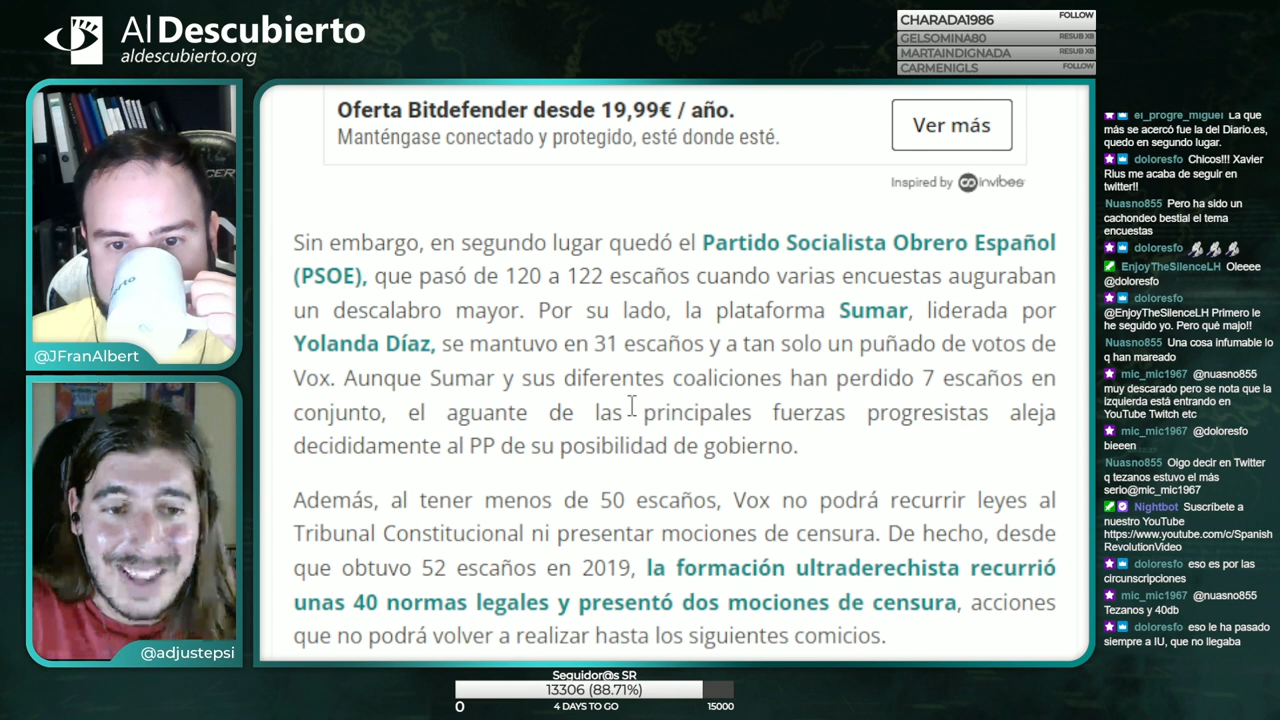 Al Descubierto
aldescubierto.org
CHARADA1986 FOLLOW
GELSOMINA80 RESUB X8
MARTAINDIGNADA RESUB X8
CARMENIGLS FOLLOW
@JFranAlbert
@adjustepsi
Oferta Bitdefender desde 19,99€ / año.
Manténgase conectado y protegido, esté donde esté.
Ver más
Inspired by invibes
Sin embargo, en segundo lugar quedó el Partido Socialista Obrero Español
(PSOE), que pasó de 120 a 122 escaños cuando varias encuestas auguraban
un descalabro mayor. Por su lado, la plataforma Sumar, liderada por
Yolanda Díaz, se mantuvo en 31 escaños y a tan solo un puñado de votos de
Vox. Aunque Sumar y sus diferentes coaliciones han perdido 7 escaños en
conjunto, el aguante de las principales fuerzas progresistas aleja
decididamente al PP de su posibilidad de gobierno.
Además, al tener menos de 50 escaños, Vox no podrá recurrir leyes al
Tribunal Constitucional ni presentar mociones de censura. De hecho, desde
que obtuvo 52 escaños en 2019, la formación ultraderechista recurrió
unas 40 normas legales y presentó dos mociones de censura, acciones
que no podrá volver a realizar hasta los siguientes comicios.
el_progre_miguel La que
más se acercó fue la del Diario.es,
quedo en segundo lugar.
doloresfo Chicos!!! Xavier
Rius me acaba de seguir en
twitter!!
Nuasno855 Pero ha sido un
cachondeo bestial el tema
encuestas
doloresfo
EnjoyTheSilenceLH Oleeee
@doloresfo
doloresfo
@EnjoyTheSilenceLH Primero le
he seguido yo. Pero qué majo!!
Nuasno855 Una cosa infumable lo
q han mareado
mic_mic1967 @nuasno855
muy descarado pero se nota que la
izquierda está entrando en
YouTube Twitch etc
mic_mic1967 @doloresfo
bieeen
Nuasno855 Oigo decir en Twitter
q tezanos estuvo el más
serio@mic_mic1967
Nightbot Suscríbete a
nuestro YouTube
https://www.youtube.com/c/Spanish
RevolutionVideo
doloresfo eso es por las
circunscripciones
mic_mic1967 @nuasno855
Tezanos y 40db
doloresfo eso le ha pasado
siempre a IU, que no llegaba
Seguidor@s SR
13306 (88.71%)
0 4 DAYS TO GO 15000